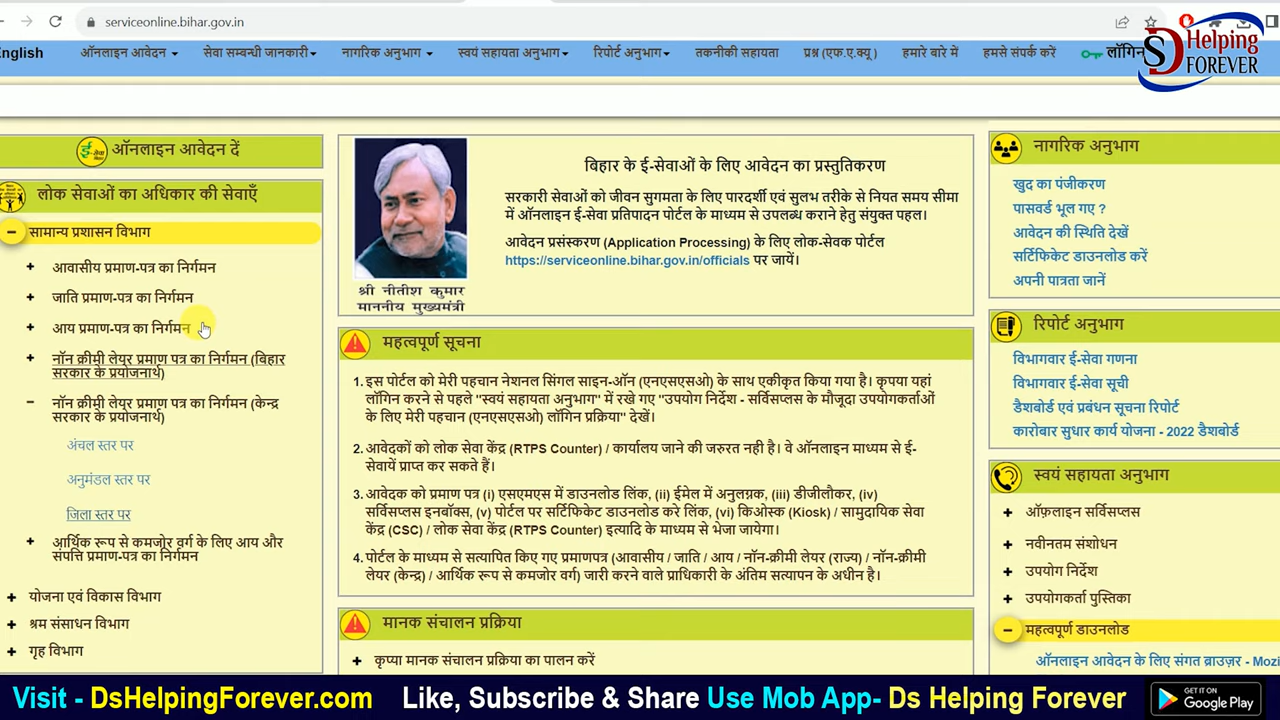 serviceonline.bihar.gov.in
English
ऑनलाइन आवेदन
सेवा सम्वन्धी जानकारी
नागरिक अनुभाग
स्वयं सहायता अनुभाग
रिपोर्ट अनुभाग
तकनीकी सहायता
प्रश्न (एफ.ए.क्यू )
हमारे बारे में
हमसे संपर्क करें
लॉगिन
DS Helping
FOREVER
ऑनलाइन आवेदन दें
लोक सेवाओं का अधिकार की सेवाएँ
सामान्य प्रशासन विभाग
आवासीय प्रमाण-पत्र का निर्गमन
जाति प्रमाण-पत्र का निर्गमन
आय प्रमाण-पत्र का निर्गमन
नॉन क्रीमी लेयर प्रमाण पत्र का निर्गमन (बिहार
सरकार के प्रयोजनार्थ)
नॉन क्रीमी लेयर प्रमाण पत्र का निर्गमन (केन्द्र
सरकार के प्रयोजनार्थ)
अंचल स्तर पर
अनुमंडल स्तर पर
जिला स्तर पर
आर्थिक रूप से कमजोर वर्ग के लिए आय और
संपत्ति प्रमाण-पत्र का निर्गमन
योजना एवं विकास विभाग
श्रम संसाधन विभाग
गृह विभाग
श्री नीतीश कुमार
माननीय मुख्यमंत्री
बिहार के ई-सेवाओं के लिए आवेदन का प्रस्तुतिकरण
सरकारी सेवाओं को जीवन सुगमता के लिए पारदर्शी एवं सुलभ तरीके से नियत समय सीमा
में ऑनलाइन ई-सेवा प्रतिपादन पोर्टल के माध्यम से उपलब्ध कराने हेतु संयुक्त पहल।
आवेदन प्रसंस्करण (Application Processing) के लिए लोक-सेवक पोर्टल
https://serviceonline.bihar.gov.in/officials पर जायें।
महत्वपूर्ण सूचना
1. इस पोर्टल को मेरी पहचान नेशनल सिंगल साइन-ऑन (एनएसएसओ) के साथ एकीकृत किया गया है। कृपया यहां
लॉगिन करने से पहले "स्वयं सहायता अनुभाग" में रखे गए "उपयोग निर्देश - सर्विसप्लस के मौजूदा उपयोगकर्ताओं
के लिए मेरी पहचान (एनएसएसओ) लॉगिन प्रक्रिया" देखें।
2. आवेदकों को लोक सेवा केंद्र (RTPS Counter) / कार्यालय जाने की जरुरत नही है। वे ऑनलाइन माध्यम से ई-
सेवायें प्राप्त कर सकते हैं।
3. आवेदक को प्रमाण पत्र (i) एसएमएस में डाउनलोड लिंक, (ii) ईमेल में अनुलग्नक, (iii) डीजीलॉकर, (iv)
सर्विसप्लस इनबॉक्स, (v) पोर्टल पर सर्टिफिकेट डाउनलोड करे लिंक, (vi) किओस्क (Kiosk) / सामुदायिक सेवा
केंद्र (CSC) / लोक सेवा केंद्र (RTPS Counter) इत्यादि के माध्यम से भेजा जायेगा।
4. पोर्टल के माध्यम से सत्यापित किए गए प्रमाणपत्र (आवासीय / जाति / आय / नॉन-क्रीमी लेयर (राज्य) / नॉन-क्रीमी
लेयर (केन्द्र) / आर्थिक रूप से कमजोर वर्ग) जारी करने वाले प्राधिकारी के अंतिम सत्यापन के अधीन है।
मानक संचालन प्रक्रिया
कृप्या मानक संचालन प्रक्रिया का पालन करें
नागरिक अनुभाग
खुद का पंजीकरण
पासवर्ड भूल गए ?
आवेदन की स्थिति देखें
सर्टिफिकेट डाउनलोड करें
अपनी पात्रता जानें
रिपोर्ट अनुभाग
विभागवार ई-सेवा गणना
विभागवार ई-सेवा सूची
डैशबोर्ड एवं प्रबंधन सूचना रिपोर्ट
कारोबार सुधार कार्य योजना - 2022 डैशबोर्ड
स्वयं सहायता अनुभाग
ऑफ़लाइन सर्विसप्लस
नवीनतम संशोधन
उपयोग निर्देश
उपयोगकर्ता पुस्तिका
महत्वपूर्ण डाउनलोड
ऑनलाइन आवेदन के लिए संगत ब्राउज़र - Mozi
Visit - DsHelpingForever.com Like, Subscribe & Share Use Mob App- Ds Helping Forever
GET IT ON
Google Play